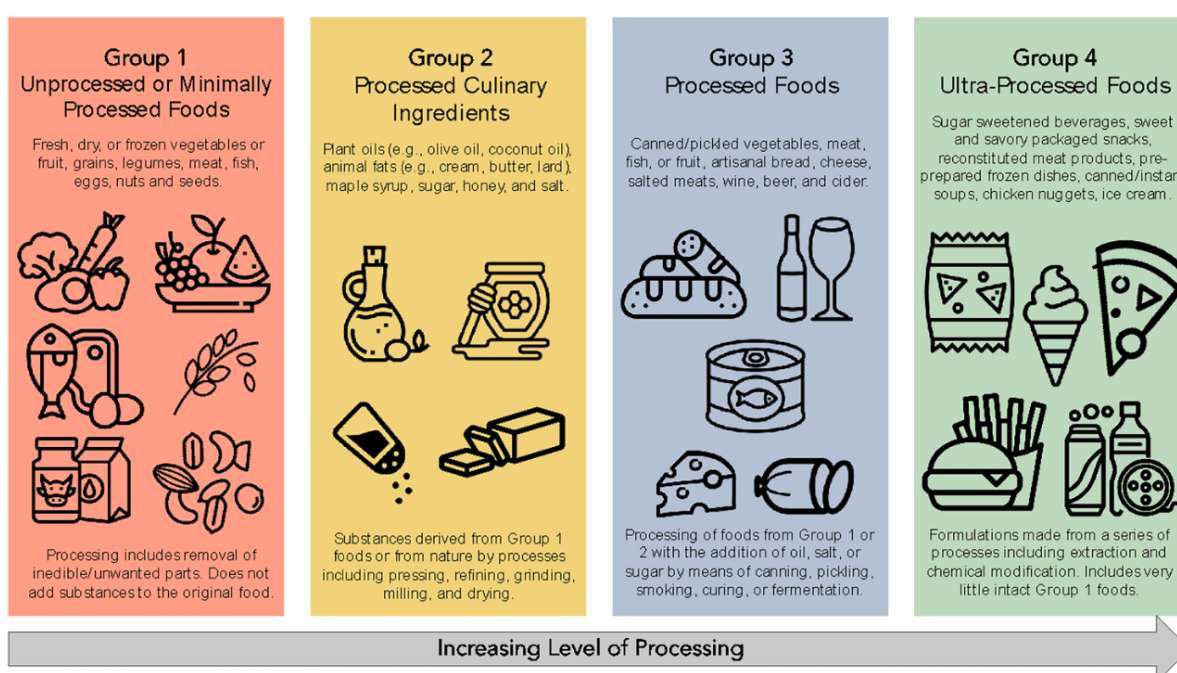 Group 1
Unprocessed or Minimally
Processed Foods
Fresh, dry, or frozen vegetables or
fruit, grains, legumes, meat, fish,
eggs, nuts and seeds.
Processing includes removal of
inedible/unwanted parts. Does not
add substances to the original food.
Group 2
Processed Culinary
Ingredients
Plant oils (e.g., olive oil, coconut oil),
animal fats (e.g., cream, butter, lard),
maple syrup, sugar, honey, and salt.
Substances derived from Group 1
foods or from nature by processes
including pressing, refining, grinding,
milling, and drying.
Group 3
Processed Foods
Canned/pickled vegetables, meat,
fish, or fruit, artisanal bread, cheese,
salted meats, wine, beer, and cider.
Processing of foods from Group 1 or
2 with the addition of oil, salt, or
sugar by means of canning, pickling,
smoking, curing, or fermentation.
Group 4
Ultra-Processed Foods
Sugar sweetened beverages, sweet
and savory packaged snacks,
reconstituted meat products, pre-
prepared frozen dishes, canned/instan
soups, chicken nuggets, ice cream.
Formulations made from a series of
processes including extraction and
chemical modification. Includes very
little intact Group 1 foods.
Increasing Level of Processing